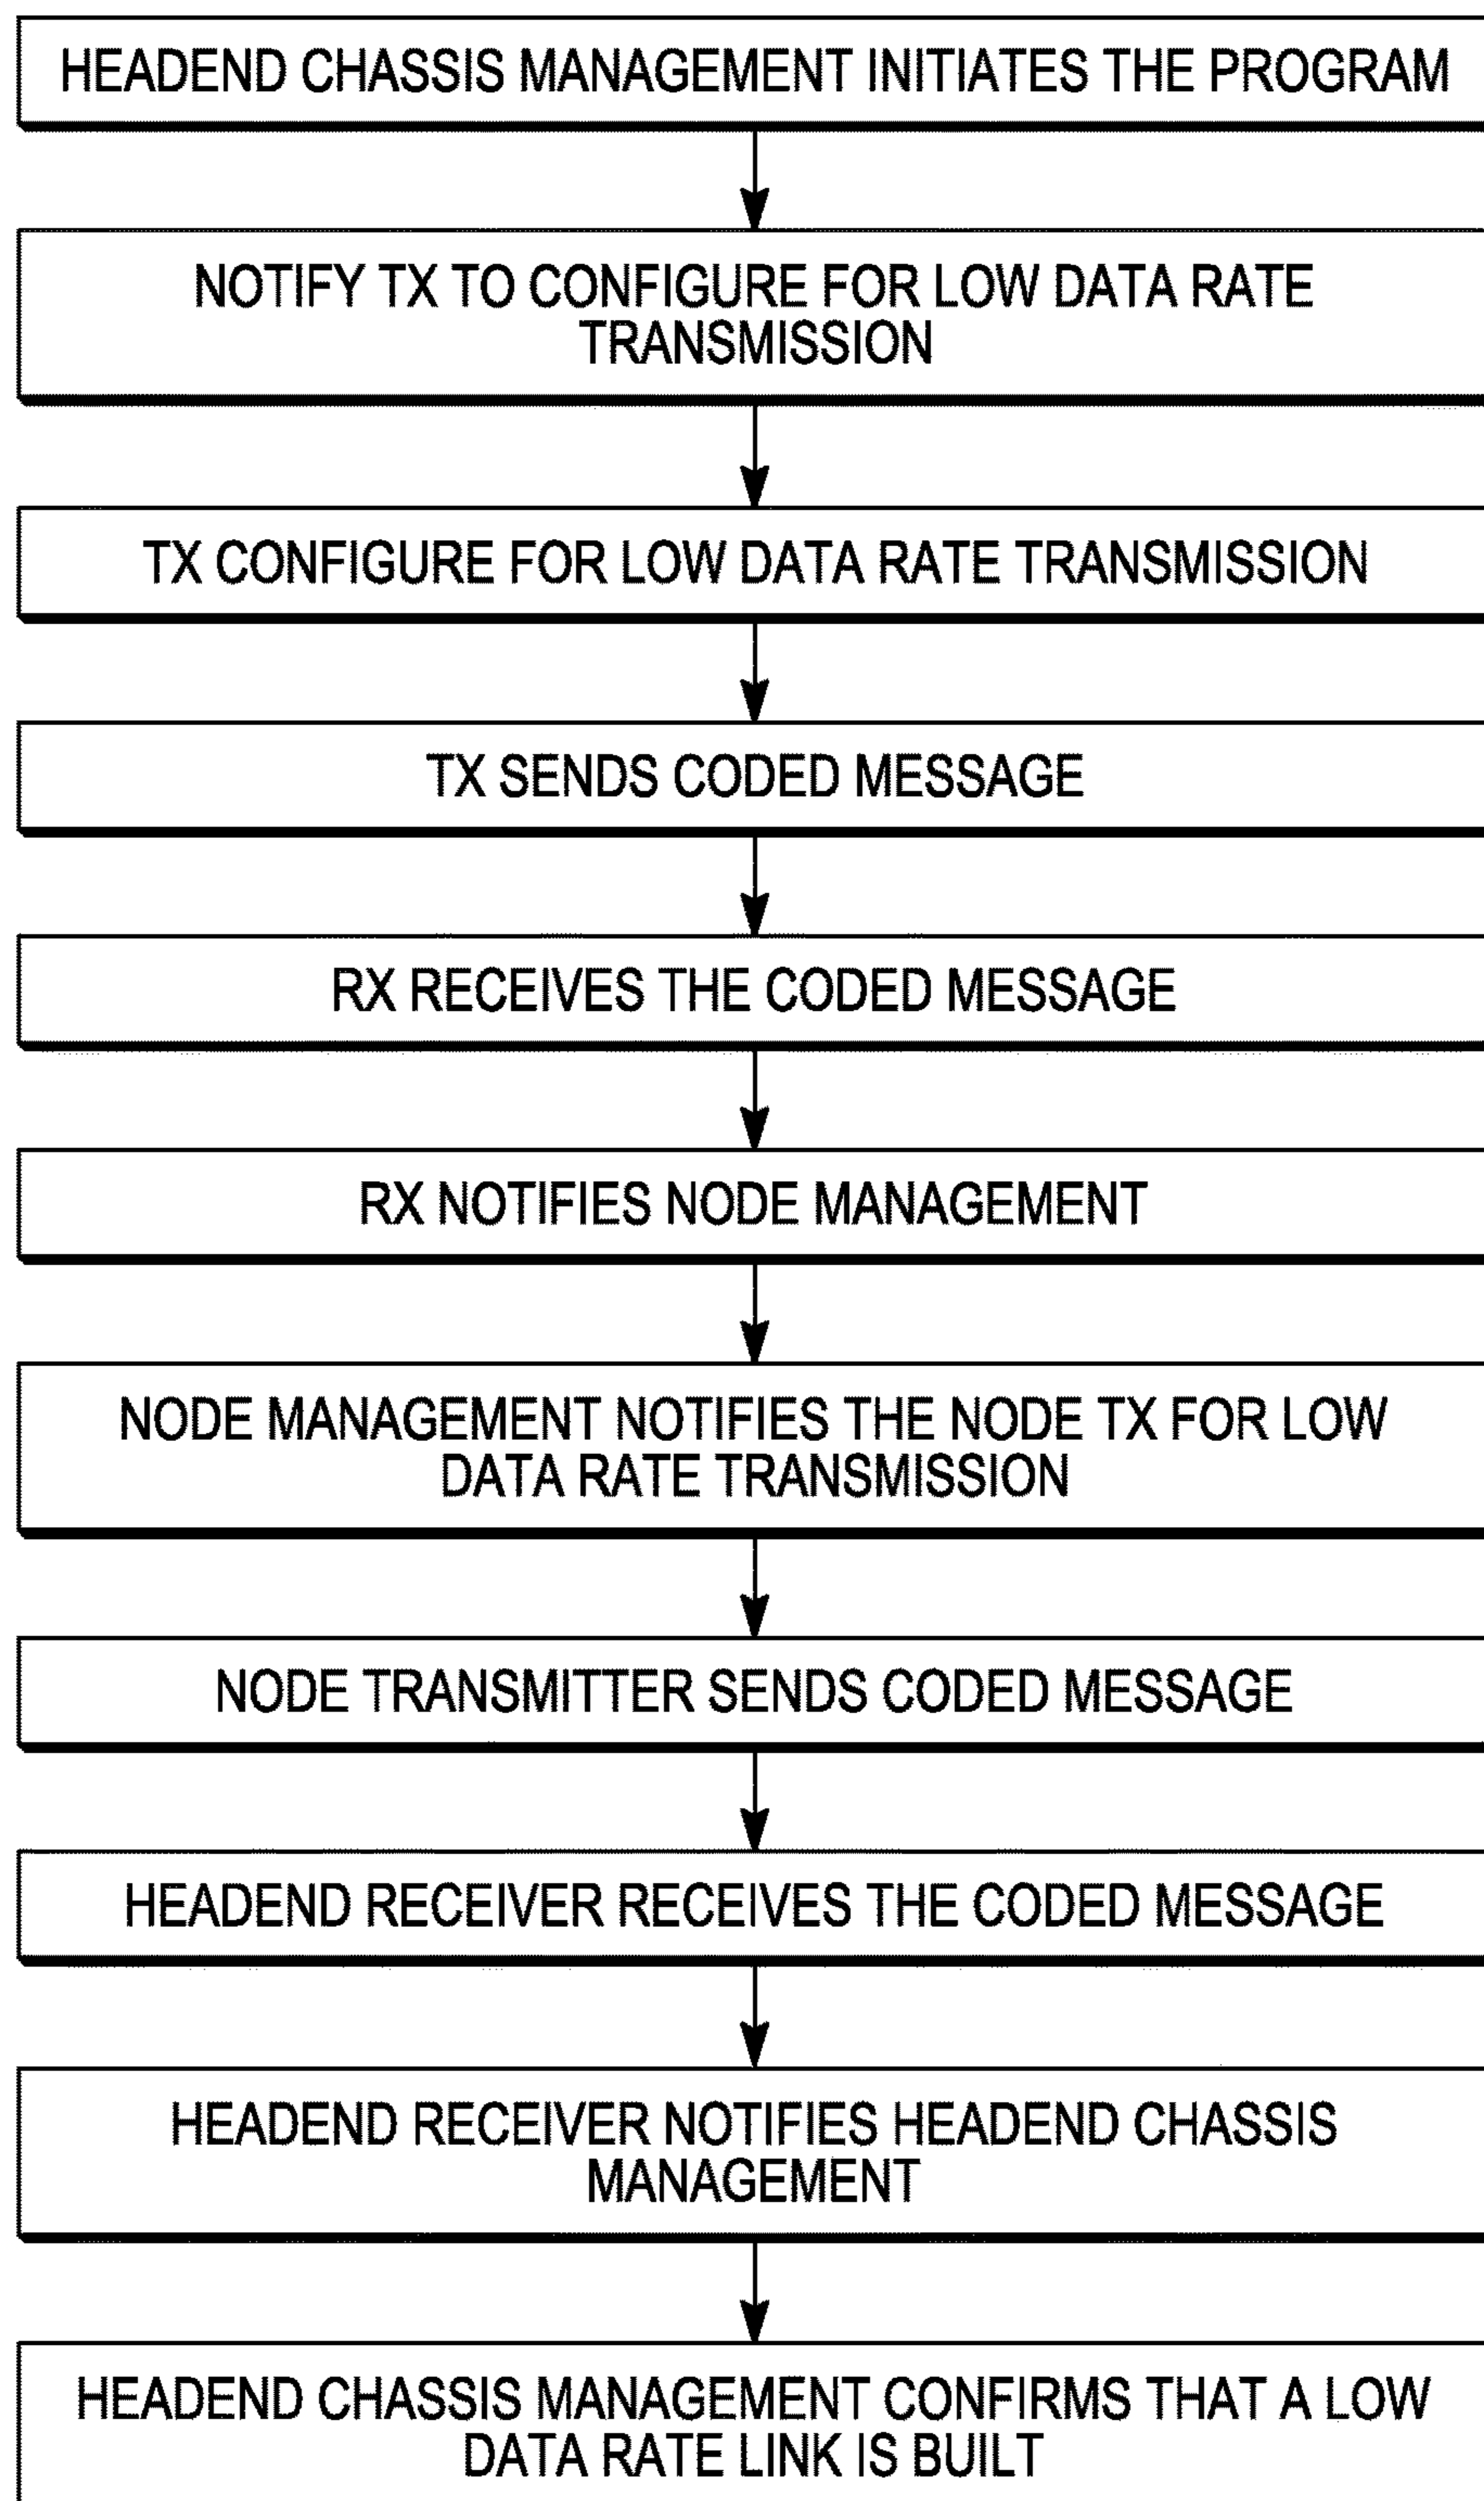 HEADEND CHASSIS MANAGEMENT INITIATES THE PROGRAM
NOTIFY TX TO CONFIGURE FOR LOW DATA RATE
TRANSMISSION
TX CONFIGURE FOR LOW DATA RATE TRANSMISSION
TX SENDS CODED MESSAGE
RX RECEIVES THE CODED MESSAGE
RX NOTIFIES NODE MANAGEMENT
NODE MANAGEMENT NOTIFIES THE NODE TX FOR LOW
DATA RATE TRANSMISSION
NODE TRANSMITTER SENDS CODED MESSAGE
HEADEND RECEIVER RECEIVES THE CODED MESSAGE
HEADEND RECEIVER NOTIFIES HEADEND CHASSIS
MANAGEMENT
HEADEND CHASSIS MANAGEMENT CONFIRMS THAT A LOW
DATA RATE LINK IS BUILT